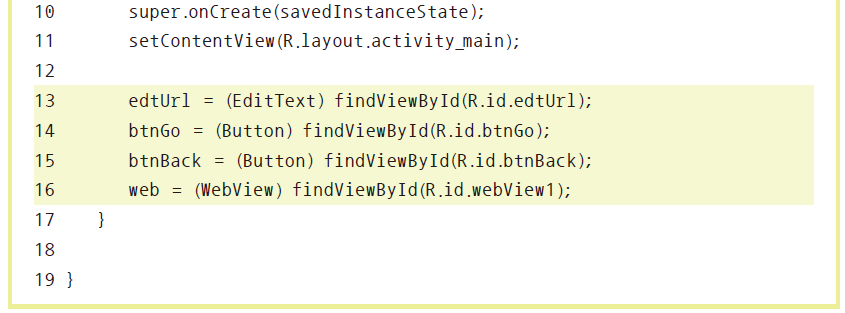 10 super.onCreate(savedInstanceState);
11 setContentView(R.layout.activity_main);
12
13 edtUrl = (EditText) findViewById(R.id.edtUrl);
14 btnGo = (Button) findViewById(R.id.btnGo);
15 btnBack = (Button) findViewById(R.id.btnBack);
16 web = (WebView) findViewById(R.id.webView1);
17 }
18
19 }